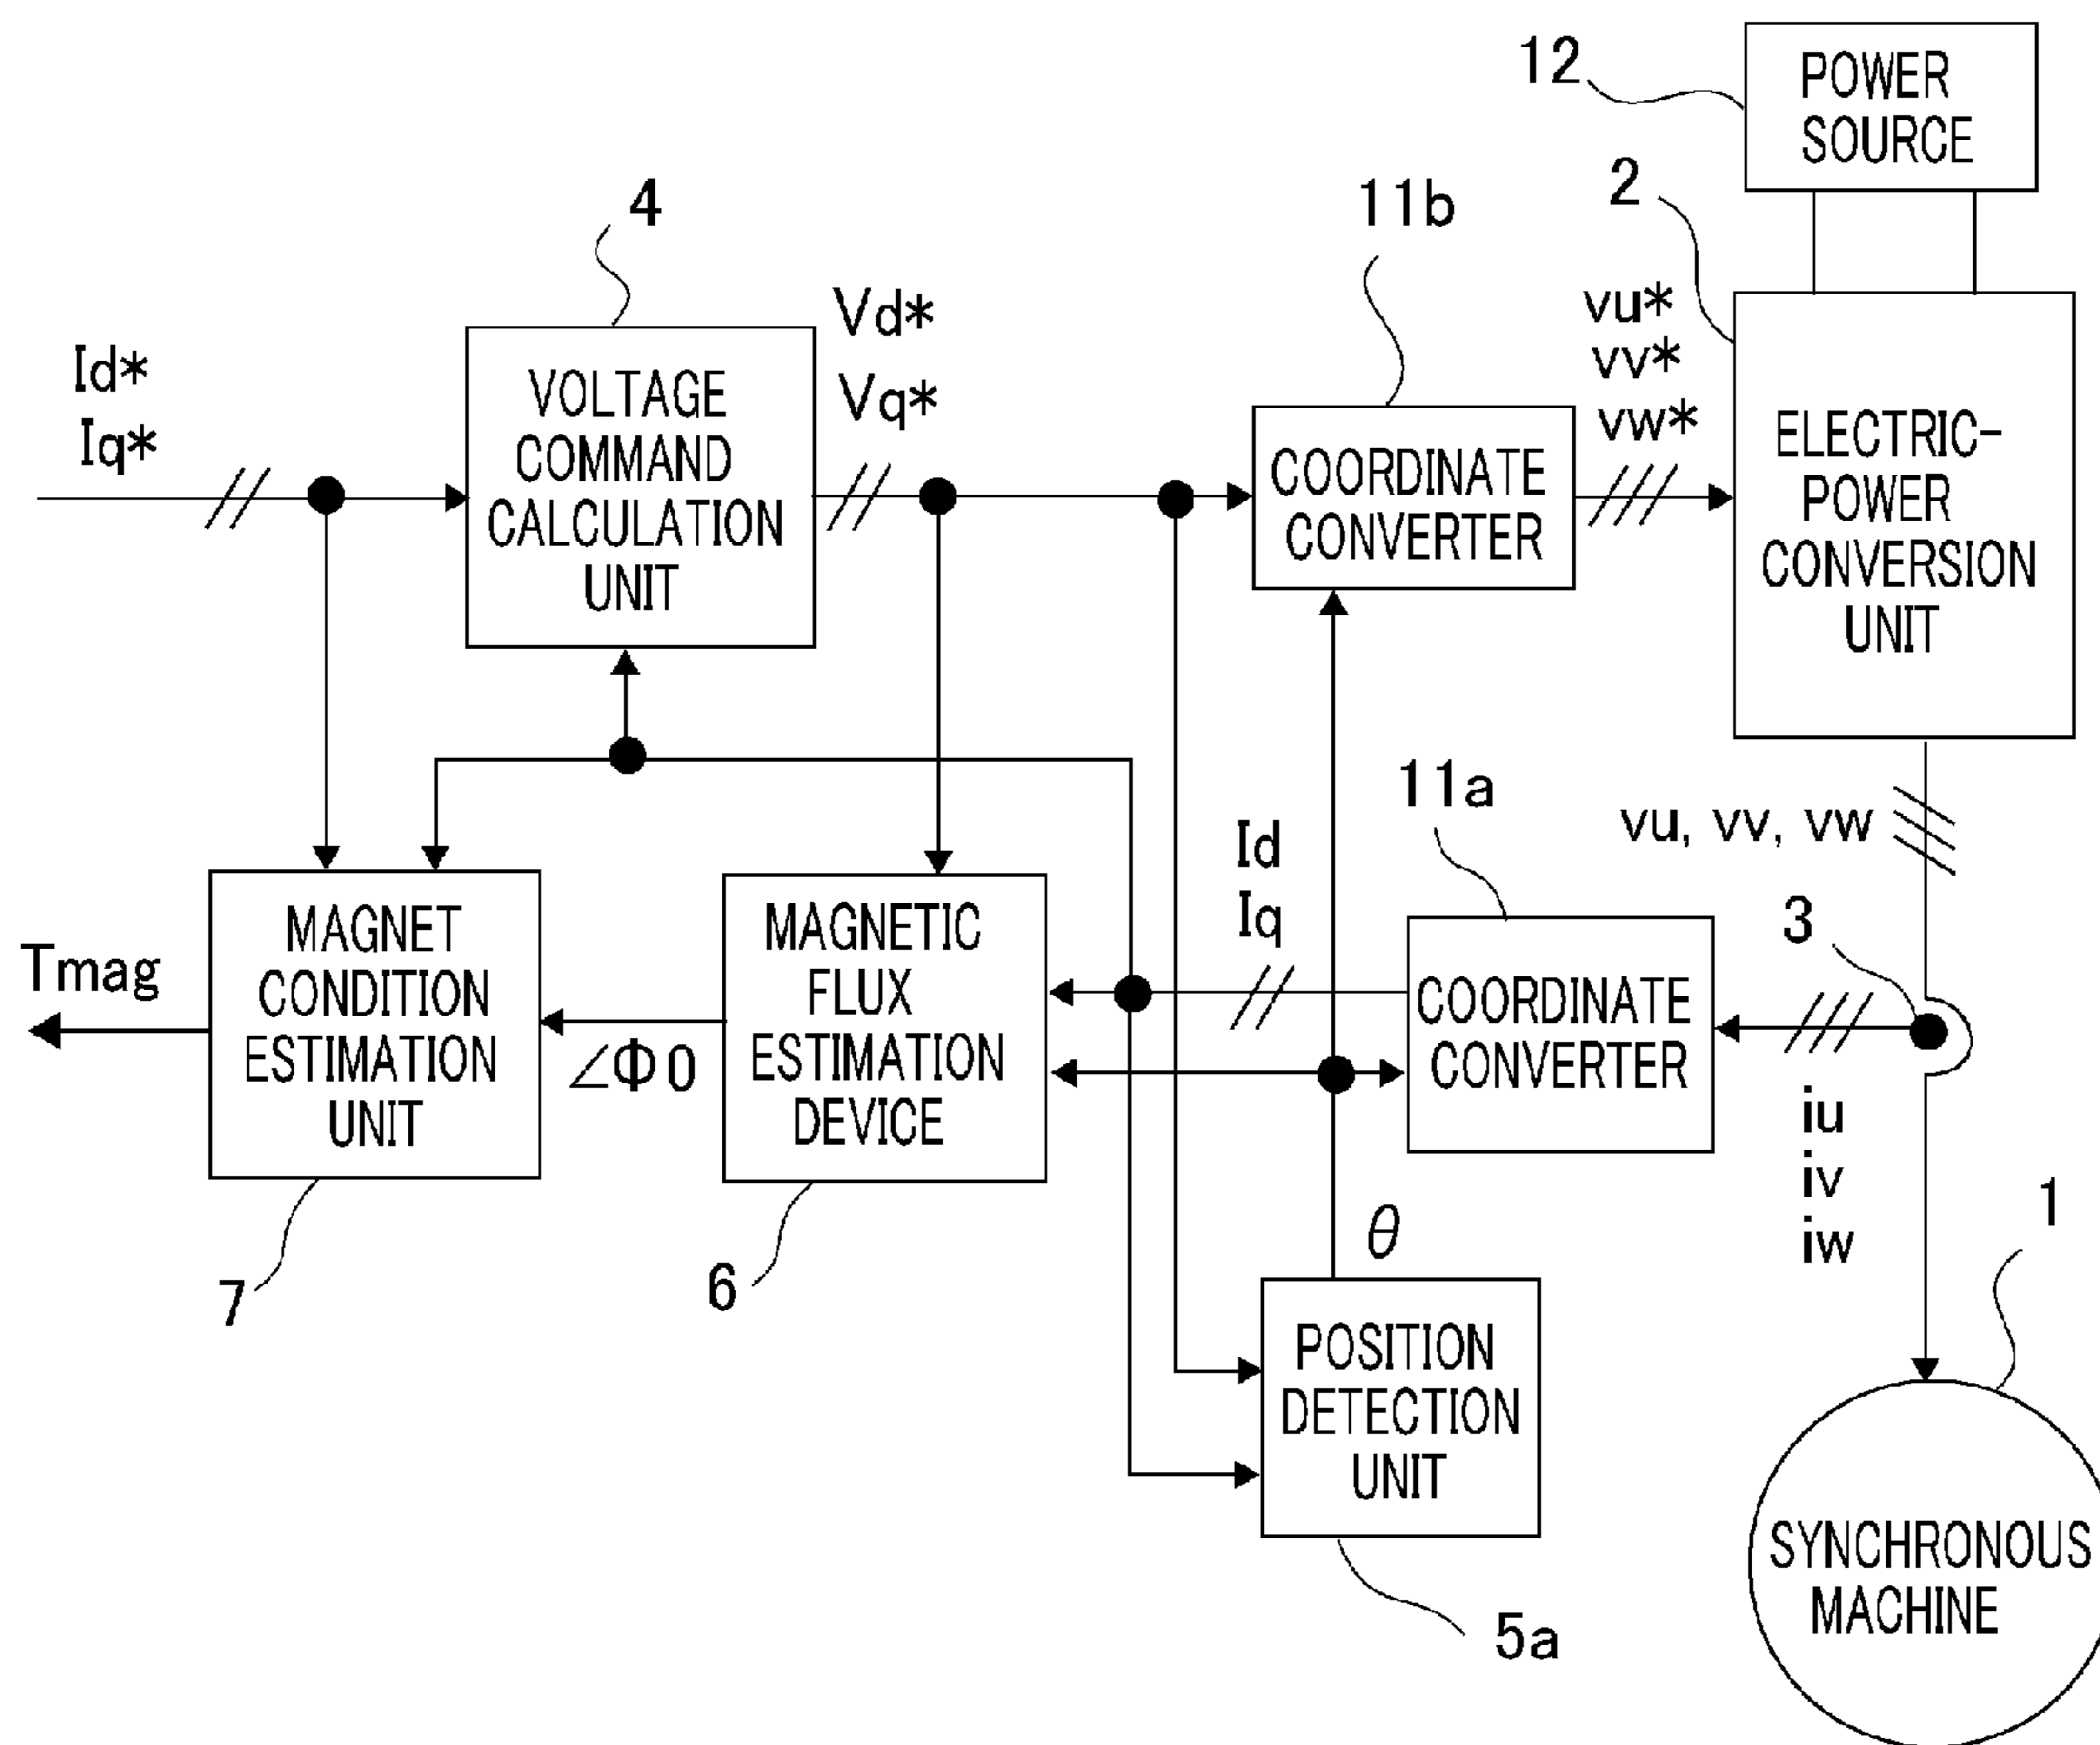 12
POWER
SOURCE
4
11b
2
Id*
Iq*
VOLTAGE
COMMAND
CALCULATION
UNIT
Vd*
Vq*
COORDINATE
CONVERTER
vu*
vv*
vw*
ELECTRIC-
POWER
CONVERSION
UNIT
11a
vu, vv, vw
Id
Iq
3
Tmag
MAGNET
CONDITION
ESTIMATION
UNIT
∠Φ0
MAGNETIC
FLUX
ESTIMATION
DEVICE
COORDINATE
CONVERTER
iu
iv
iw
1
7
6
θ
POSITION
DETECTION
UNIT
5a
SYNCHRONOUS
MACHINE